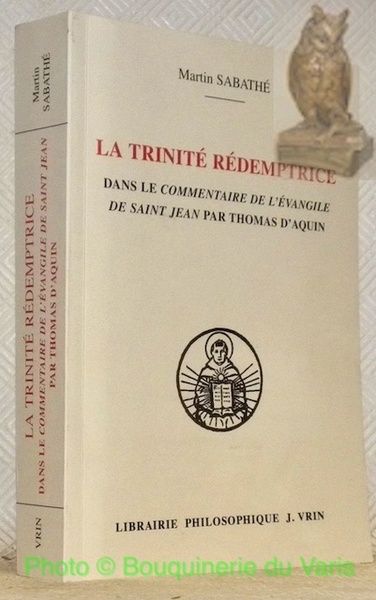 Martin SABATHÉ
LA TRINITÉ RÉDEMPTRICE
DANS LE COMMENTAIRE DE L'ÉVANGILE
DE SAINT JEAN PAR THOMAS D'AQUIN
LIBRAIRIE PHILOSOPHIQUE J. VRIN
Martin
SABATHÉ
LA TRINITÉ RÉDEMPTRICE
DANS LE COMMENTAIRE DE L'ÉVANGILE DE SAINT JEAN
PAR THOMAS D'AQUIN
VRIN
Photo © Bouquinerie du Varis